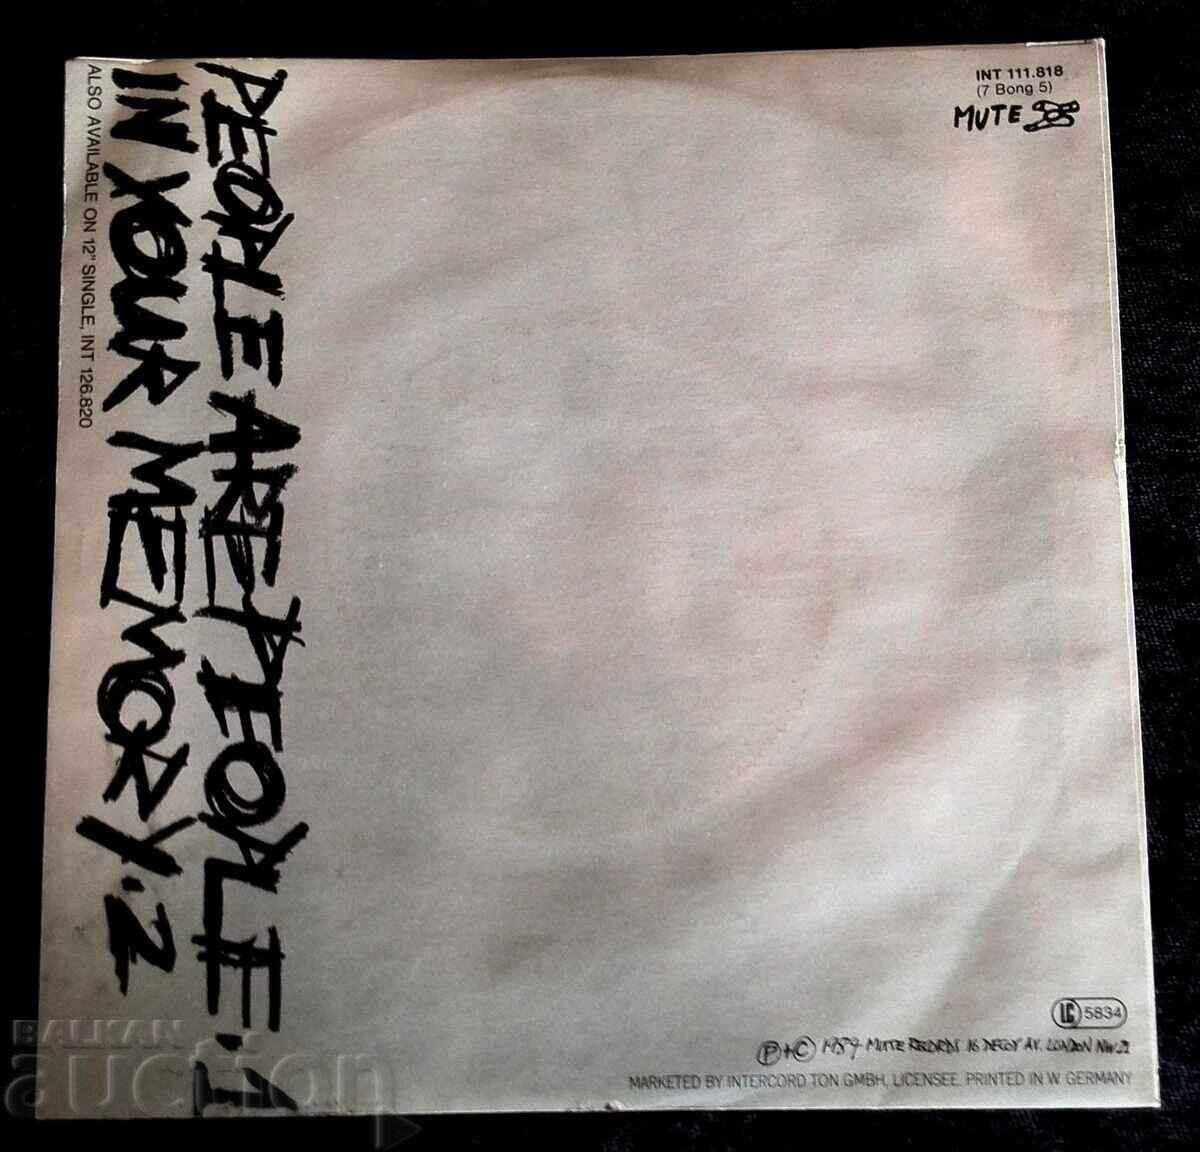 PEOPLE ARE PEOPLE·1
IN YOUR MEMORY·2
ALSO AVAILABLE ON 12" SINGLE, INT 126.820
INT 111.818
(7 Bong 5)
MUTE
LC 5834
P+C 1984 MUTE RECORDS 16 DECOY AV. LONDON NW11
MARKETED BY INTERCORD TON GMBH, LICENSEE. PRINTED IN W. GERMANY
BALKAN
auction